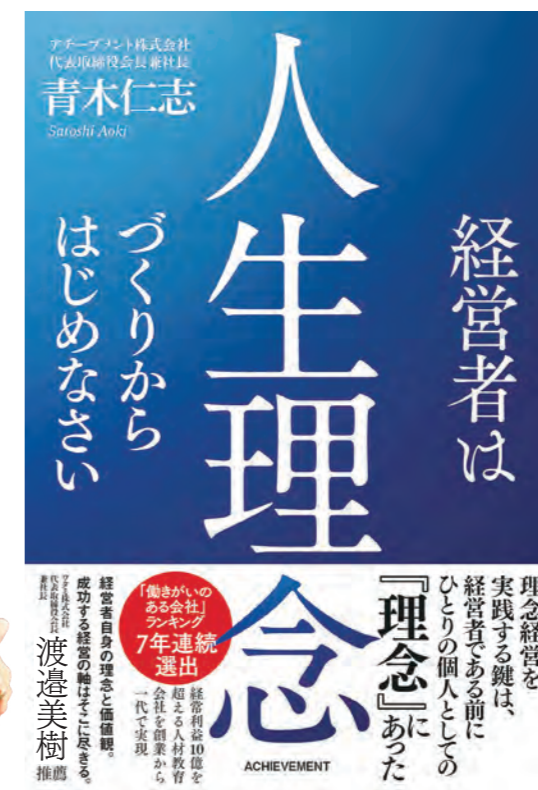 アチーブメント株式会社
代表取締役会長兼社長
青木仁志
Satoshi Aoki
経営者は
人生理念
づくりから
はじめなさい
理念経営を
実践する鍵は、
経営者である前に
ひとりの個人としての
『理念』に
あった
「働きがいの
ある会社」
ランキング
7年連続
選出
経常利益10億を
超える人材教育
会社を創業から
一代で実現
経営者自身の理念と価値観。
成功する経営の軸はそこに尽きる。
ワタミ株式会社
代表取締役会長
兼社長
渡邉美樹
推薦
ACHIEVEMENT